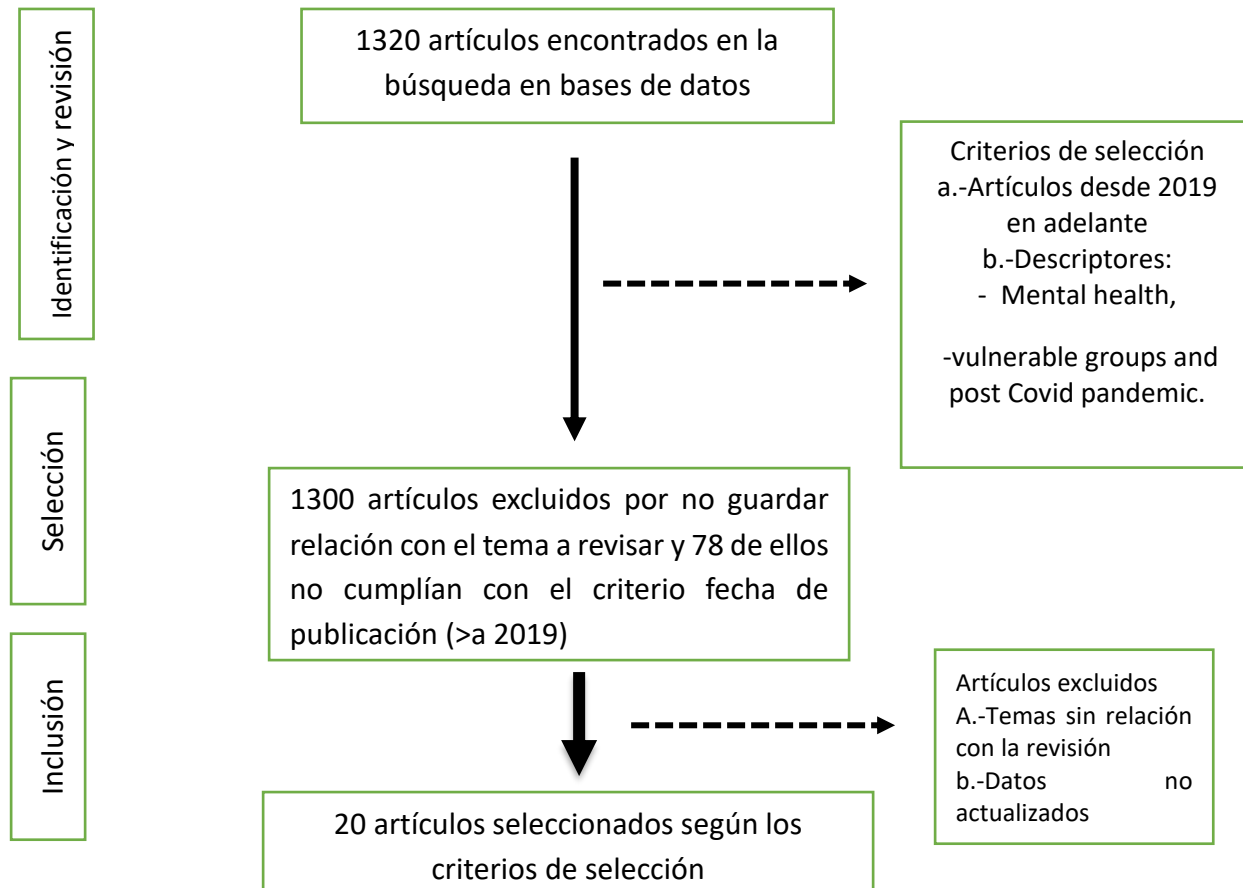 Identificación y revisión
1320 artículos encontrados en la
búsqueda en bases de datos
Criterios de selección
a.-Artículos desde 2019
en adelante
b.-Descriptores:
- Mental health,
-vulnerable groups and
post Covid pandemic.
Selección
1300 artículos excluidos por no guardar
relación con el tema a revisar y 78 de ellos
no cumplían con el criterio fecha de
publicación (>a 2019)
Inclusión
Artículos excluidos
A.-Temas sin relación
con la revisión
b.-Datos no
actualizados
20 artículos seleccionados según los
criterios de selección